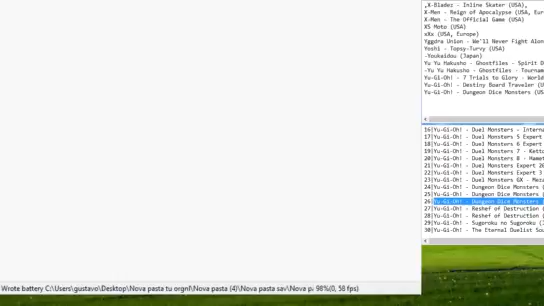 ,X-Bladez - Inline Skater (USA),
X-Men - Reign of Apocalypse (USA, Eur
X-Men - The Official Game (USA)
XS Moto (USA)
xXx (USA, Europe)
Yggdra Union - We'll Never Fight Alon
Yoshi - Topsy-Turvy (USA)
-Youkaidou (Japan)
Yu Yu Hakusho - Ghostfiles - Spirit D
-Yu Yu Hakusho - Ghostfiles - Tournam
Yu-Gi-Oh! - 7 Trials to Glory - World
Yu-Gi-Oh! - Destiny Board Traveler (U
Yu-Gi-Oh! - Dungeon Dice Monsters (US
16|Yu-Gi-Oh! - Duel Monsters - Interna
17|Yu-Gi-Oh! - Duel Monsters 5 Expert
18|Yu-Gi-Oh! - Duel Monsters 6 Expert
19|Yu-Gi-Oh! - Duel Monsters 7 - Kett
20|Yu-Gi-Oh! - Duel Monsters 8 - Hame
21|Yu-Gi-Oh! - Duel Monsters Expert 20
22|Yu-Gi-Oh! - Duel Monsters Expert 3
23|Yu-Gi-Oh! - Duel Monsters GX - Mez
24|Yu-Gi-Oh! - Dungeon Dice Monsters (
25|Yu-Gi-Oh! - Dungeon Dice Monsters (
26|Yu-Gi-Oh! - Dungeon Dice Monsters (
27|Yu-Gi-Oh! - Reshef of Destruction (
28|Yu-Gi-Oh! - Reshef of Destruction (
29|Yu-Gi-Oh! - Sugoroku no Sugoroku (J
30|Yu-Gi-Oh! - The Eternal Duelist Sou
Wrote battery C:\Users\gustavo\Desktop\Nova pasta tu orgnl\Nova pasta (4)\Nova pasta sav\Nova p: 98%(0, 58 fps)